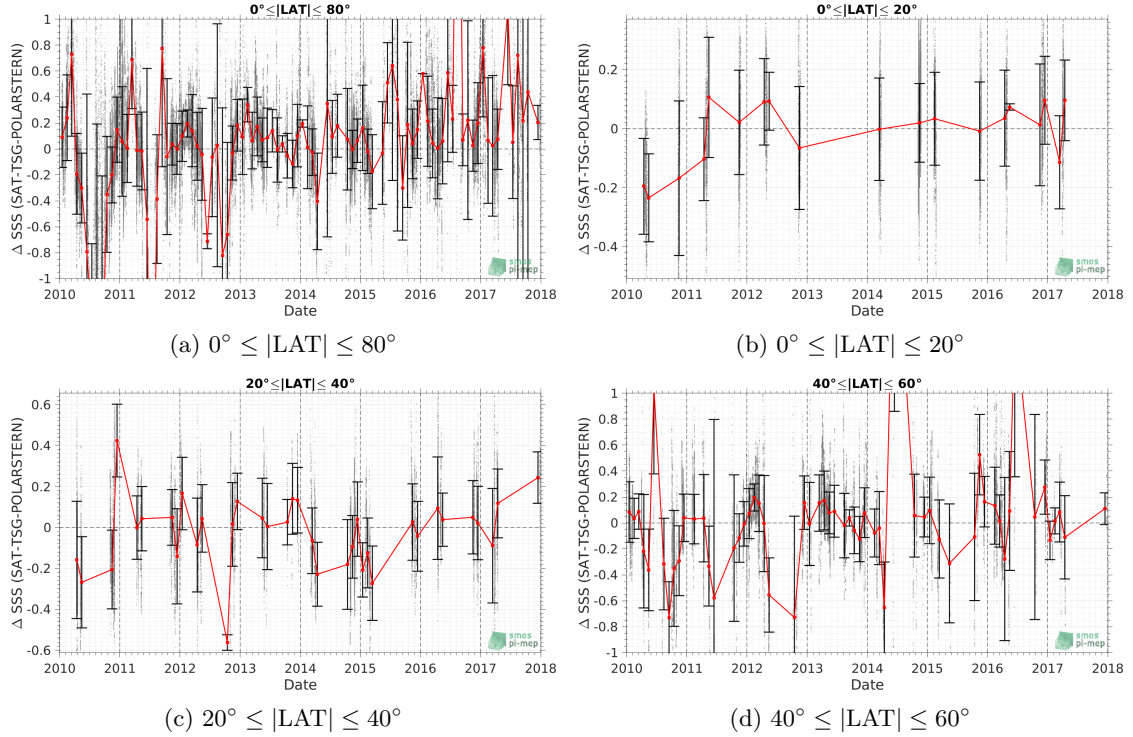 0°≤|LAT|≤ 80°
Δ SSS (SAT-TSG-POLARSTERN)
1
0.8
0.6
0.4
0.2
0
-0.2
-0.4
-0.6
-0.8
-1
2010 2011 2012 2013 2014 2015 2016 2017 2018
Date
smos
pi-mep
(a) 0° ≤ |LAT| ≤ 80°
0°≤|LAT|≤ 20°
Δ SSS (SAT-TSG-POLARSTERN)
0.2
0
-0.2
-0.4
2010 2011 2012 2013 2014 2015 2016 2017 2018
Date
smos
pi-mep
(b) 0° ≤ |LAT| ≤ 20°
20°≤|LAT|≤ 40°
Δ SSS (SAT-TSG-POLARSTERN)
0.6
0.4
0.2
0
-0.2
-0.4
-0.6
2010 2011 2012 2013 2014 2015 2016 2017 2018
Date
smos
pi-mep
(c) 20° ≤ |LAT| ≤ 40°
40°≤|LAT|≤ 60°
Δ SSS (SAT-TSG-POLARSTERN)
1
0.8
0.6
0.4
0.2
0
-0.2
-0.4
-0.6
-0.8
-1
2010 2011 2012 2013 2014 2015 2016 2017 2018
Date
smos
pi-mep
(d) 40° ≤ |LAT| ≤ 60°